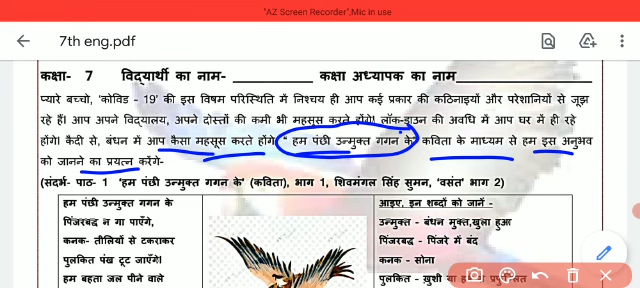 "AZ Screen Recorder",Mic in use
7th eng.pdf
कक्षा- 7 विद्यार्थी का नाम- ____________ कक्षा अध्यापक का नाम____________________
प्यारे बच्चो, 'कोविड - 19' की इस विषम परिस्थिति में निश्चय ही आप कई प्रकार की कठिनाइयों और परेशानियों से जूझ
रहे हैं। आप अपने विद्यालय, अपने दोस्तों की कमी भी महसूस करते होंगे। लॉक-डाउन की अवधि में आप घर में ही रहे
होंगे। कैदी से, बंधन में आप कैसा महसूस करते होंगे " हम पंछी उन्मुक्त गगन के" कविता के माध्यम से हम इस अनुभव
को जानने का प्रयत्न करेंगे-
(संदर्भ- पाठ- 1 'हम पंछी उन्मुक्त गगन के' (कविता), भाग 1, शिवमंगल सिंह सुमन, 'वसंत' भाग 2)
हम पंछी उन्मुक्त गगन के
पिंजरबद्ध न गा पाएँगे,
कनक- तीलियों से टकराकर
पुलकित पंख टूट जाएँगे।
हम बहता जल पीने वाले
आइए, इन शब्दों को जानें -
उन्मुक्त - बंधन मुक्त,खुला हुआ
पिंजरबद्ध - पिंजरे में बंद
कनक - सोना
पुलकित - ख़ुशी या